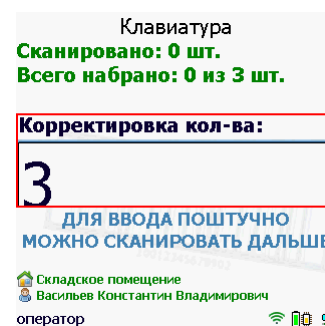 Клавиатура
Сканировано: 0 шт.
Всего набрано: 0 из 3 шт.
Корректировка кол-ва:
3
ДЛЯ ВВОДА ПОШТУЧНО
МОЖНО СКАНИРОВАТЬ ДАЛЬШЕ
Складское помещение
Васильев Константин Владимирович
оператор